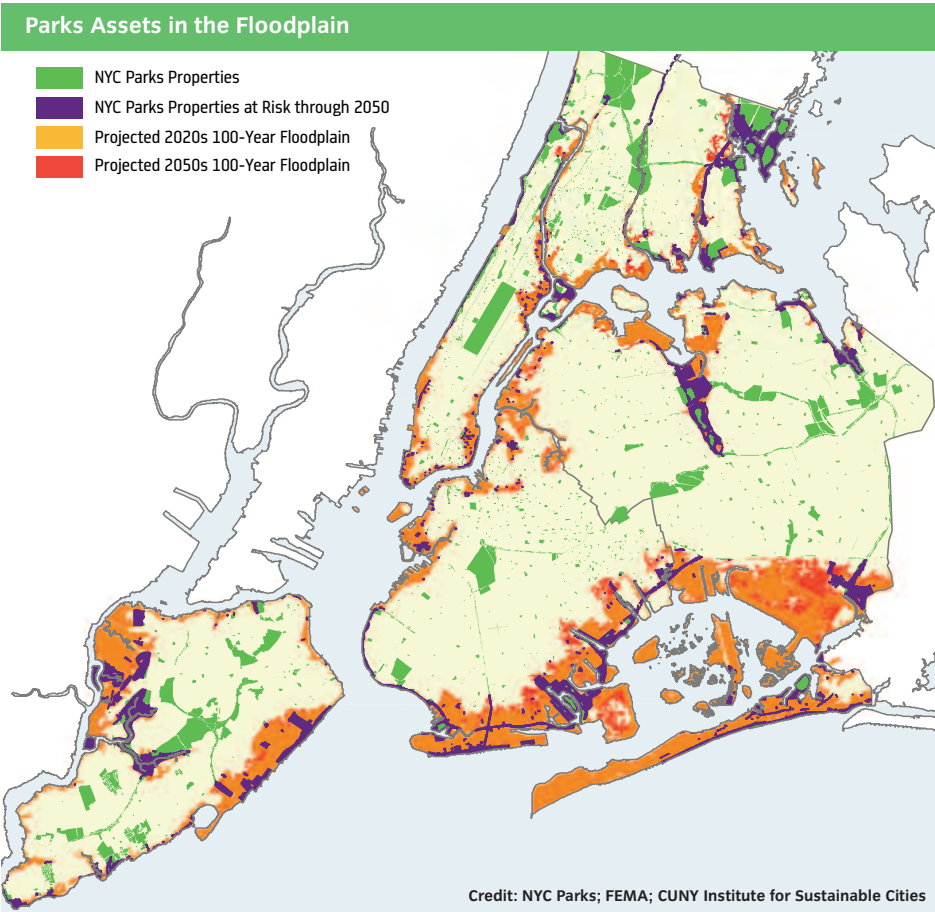 Parks Assets in the Floodplain
NYC Parks Properties
NYC Parks Properties at Risk through 2050
Projected 2020s 100-Year Floodplain
Projected 2050s 100-Year Floodplain
Credit: NYC Parks; FEMA; CUNY Institute for Sustainable Cities